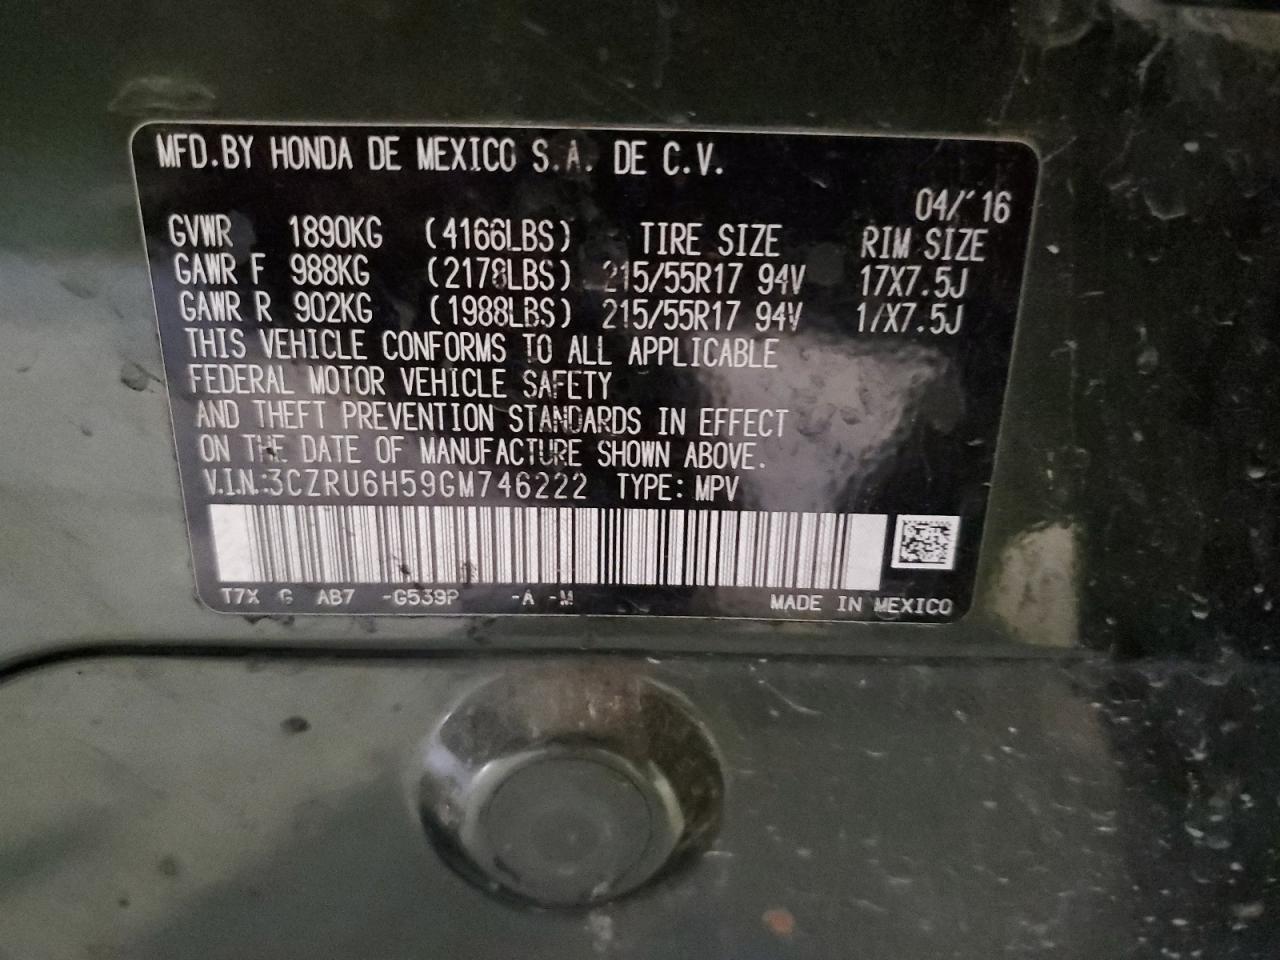 MFD.BY HONDA DE MEXICO S.A. DE C.V.
04/'16
GVWR 1890KG (4166LBS) TIRE SIZE RIM SIZE
GAWR F 988KG (2178LBS) 215/55R17 94V 17X7.5J
GAWR R 902KG (1988LBS) 215/55R17 94V 17X7.5J
THIS VEHICLE CONFORMS TO ALL APPLICABLE
FEDERAL MOTOR VEHICLE SAFETY
AND THEFT PREVENTION STANDARDS IN EFFECT
ON THE DATE OF MANUFACTURE SHOWN ABOVE.
V.I.N.:3CZRU6H59GM746222 TYPE: MPV
T7X G AB7 -G539P -A -M MADE IN MEXICO